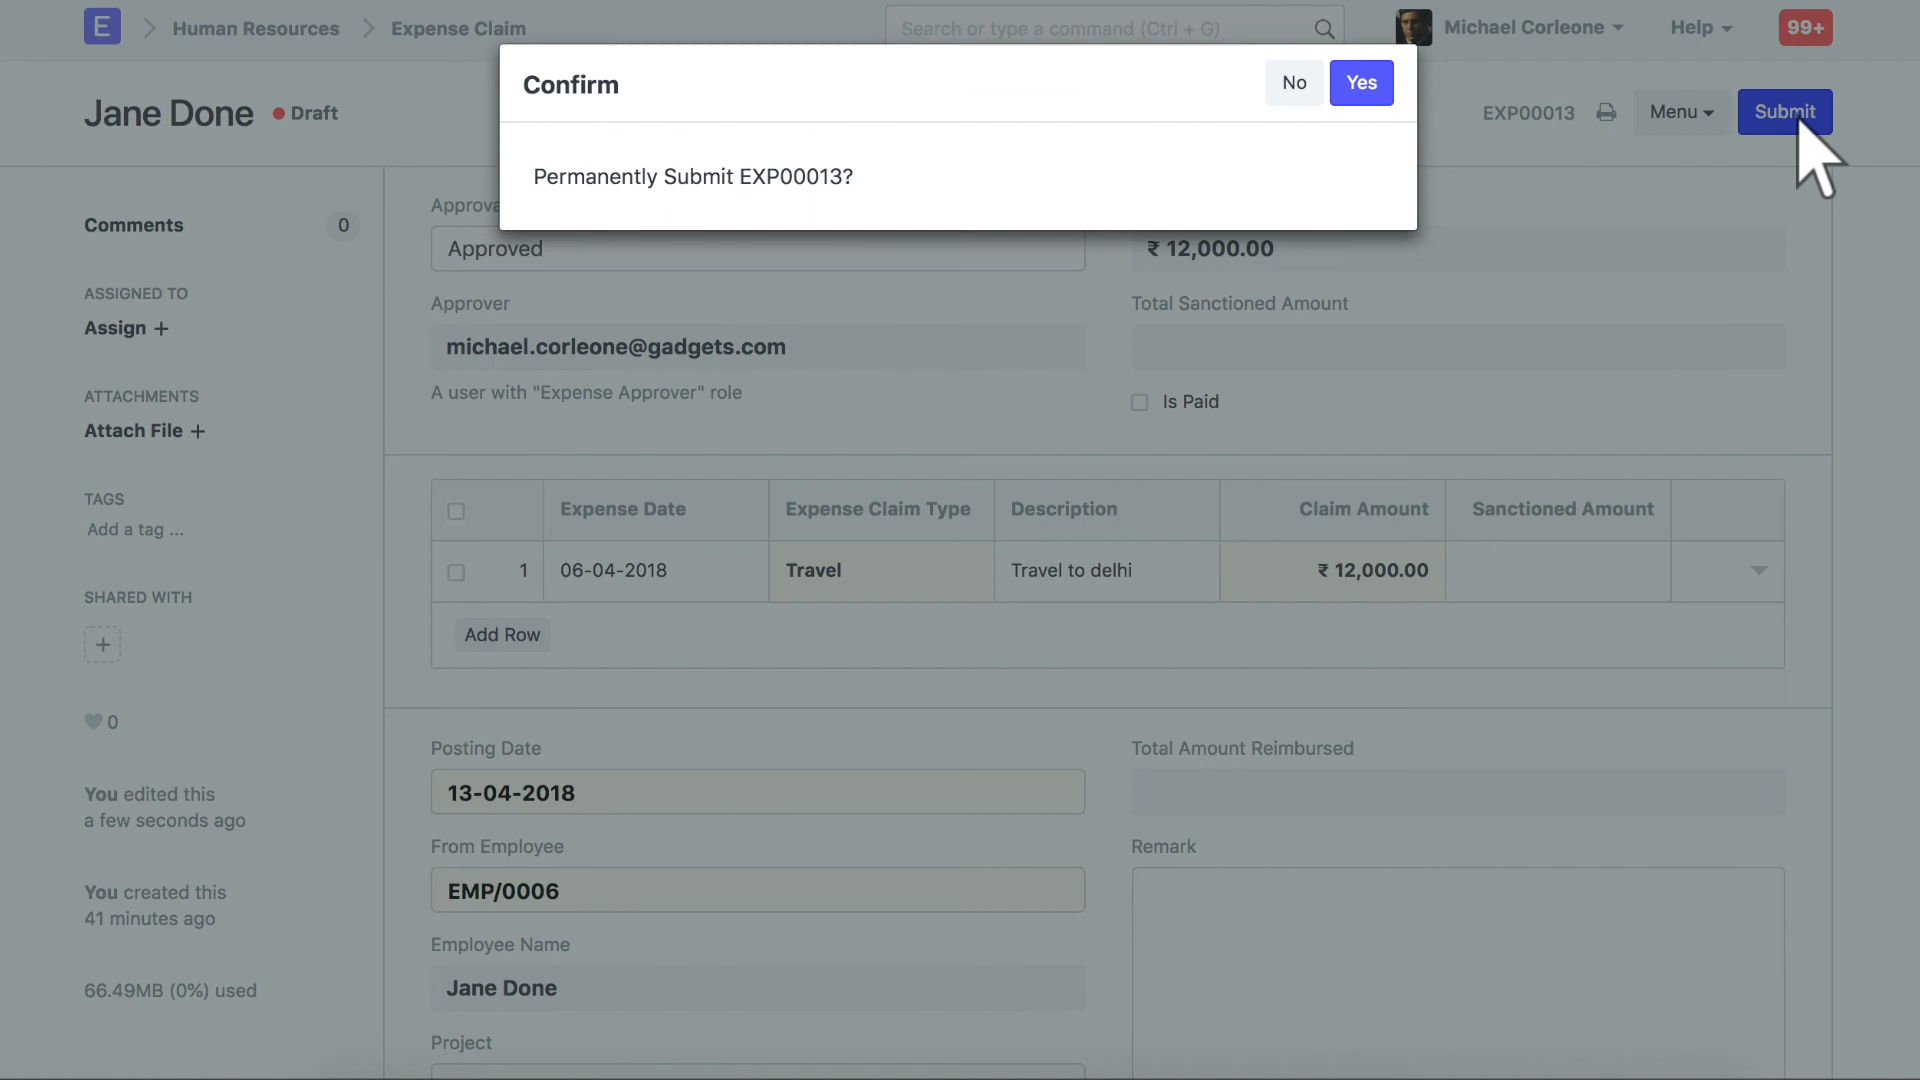 E Human Resources Expense Claim Search or type a command (Ctrl + G) Michael Corleone Help 99+
Confirm No Yes
Jane Done Draft EXP00013 Menu Submit
Permanently Submit EXP00013?
Comments 0
ASSIGNED TO
Assign +
ATTACHMENTS
Attach File +
TAGS
Add a tag ...
SHARED WITH
+
0
You edited this
a few seconds ago
You created this
41 minutes ago
66.49MB (0%) used
Approved
₹ 12,000.00
Approver
michael.corleone@gadgets.com
A user with "Expense Approver" role
Total Sanctioned Amount
Is Paid
Expense Date Expense Claim Type Description Claim Amount Sanctioned Amount
1 06-04-2018 Travel Travel to delhi ₹ 12,000.00
Add Row
Posting Date
13-04-2018
From Employee
EMP/0006
Employee Name
Jane Done
Project
Total Amount Reimbursed
Remark